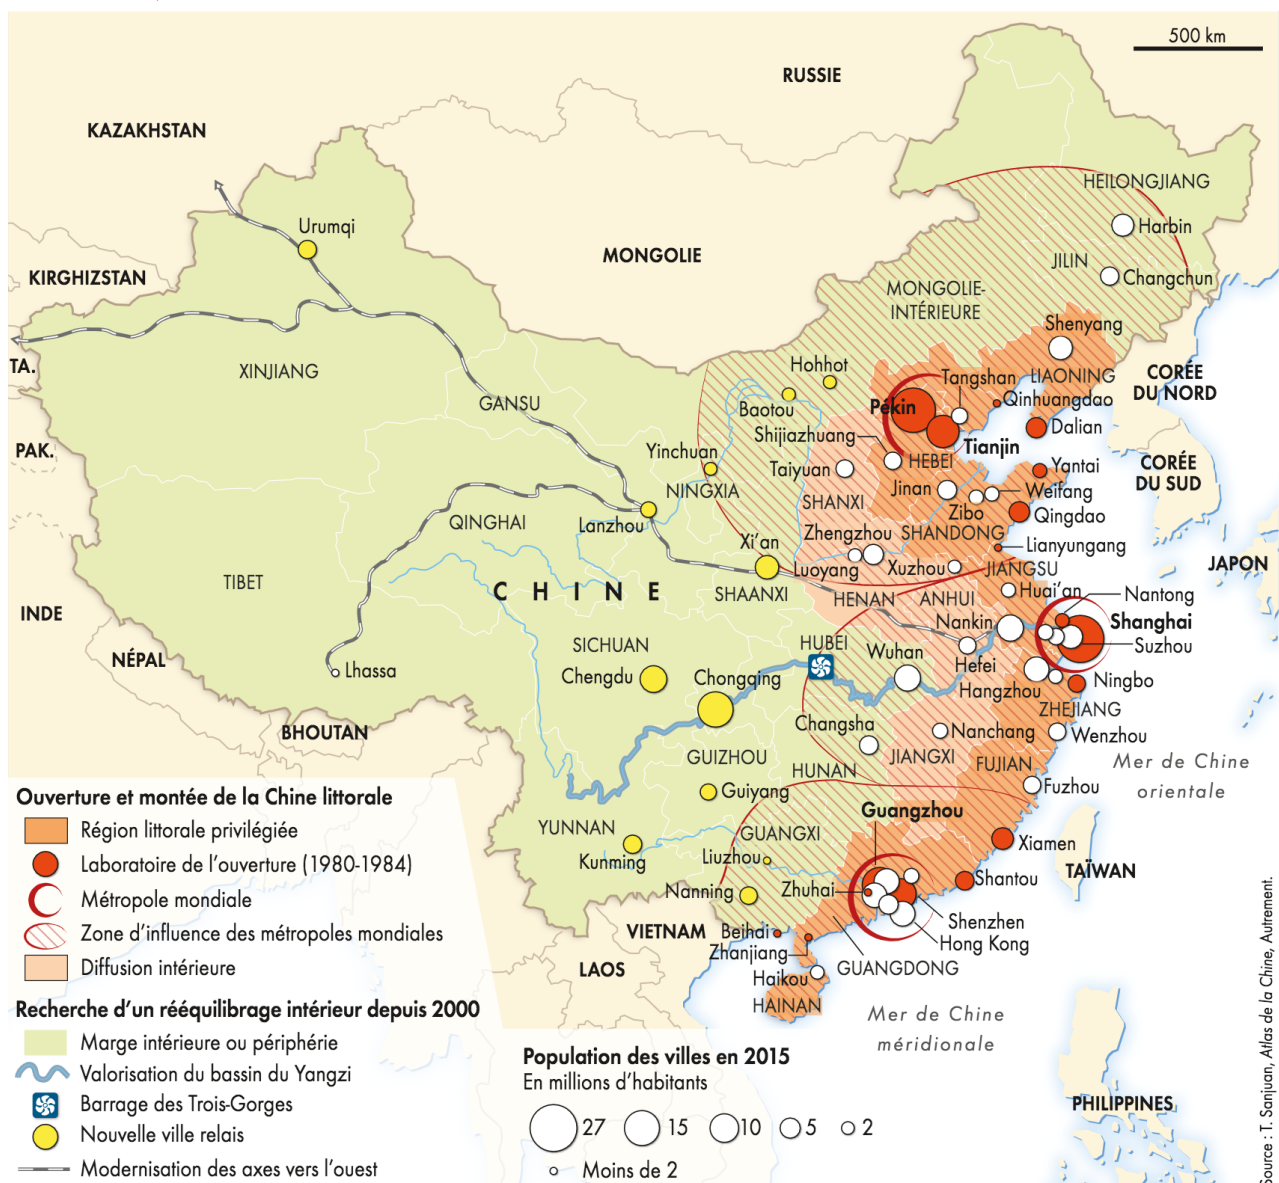 500 km
RUSSIE
KAZAKHSTAN
HEILONGJIANG
Harbin
Urumqi
MONGOLIE
JILIN
KIRGHIZSTAN
Changchun
MONGOLIE-
INTÉRIEURE
Shenyang
TA.
XINJIANG
Hohhot
Tangshan
LIAONING
CORÉE
DU NORD
GANSU
Baotou
Pékin
Qinhuangdao
Shijiazhuang
Dalian
PAK.
Yinchuan
Tianjin
Taiyuan
HEBEI
Yantai
CORÉE
DU SUD
NINGXIA
Jinan
Weifang
SHANXI
Zibo
QINGHAI
Lanzhou
Qingdao
Zhengzhou
SHANDONG
Xi'an
Lianyungang
Luoyang
Xuzhou
JIANGSU
JAPON
TIBET
CHINE
SHAANXI
HENAN
ANHUI
Huai'an
Nantong
INDE
Nankin
Shanghai
SICHUAN
HUBEI
Wuhan
Suzhou
NÉPAL
Lhassa
Chengdu
Chongqing
Hefei
Hangzhou
Ningbo
ZHEJIANG
BHOUTAN
Changsha
Nanchang
Wenzhou
GUIZHOU
JIANGXI
FUJIAN
Mer de Chine
orientale
HUNAN
Guiyang
Fuzhou
Guangzhou
YUNNAN
GUANGXI
Kunming
Liuzhou
Xiamen
TAÏWAN
Nanning
Zhuhai
Shantou
VIETNAM
Beihai
Shenzhen
Zhanjiang
Hong Kong
LAOS
Haikou
GUANGDONG
HAINAN
Mer de Chine
méridionale
PHILIPPINES
Ouverture et montée de la Chine littorale
Région littorale privilégiée
Laboratoire de l'ouverture (1980-1984)
Métropole mondiale
Zone d'influence des métropoles mondiales
Diffusion intérieure
Recherche d'un rééquilibrage intérieur depuis 2000
Marge intérieure ou périphérie
Valorisation du bassin du Yangzi
Barrage des Trois-Gorges
Nouvelle ville relais
Modernisation des axes vers l'ouest
Population des villes en 2015
En millions d'habitants
27 15 10 5 2
Moins de 2
Source : T. Sanjuan, Atlas de la Chine, Autrement.